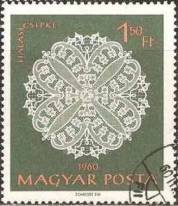 HALASI CSIPKE
1.50 Ft
1960
MAGYAR POSTA